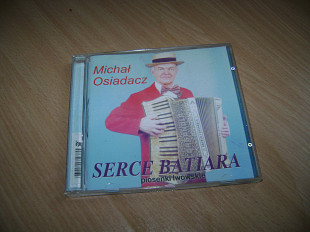 Michał
Osiadacz
SERCE BATIARA
piosenki lwowskie